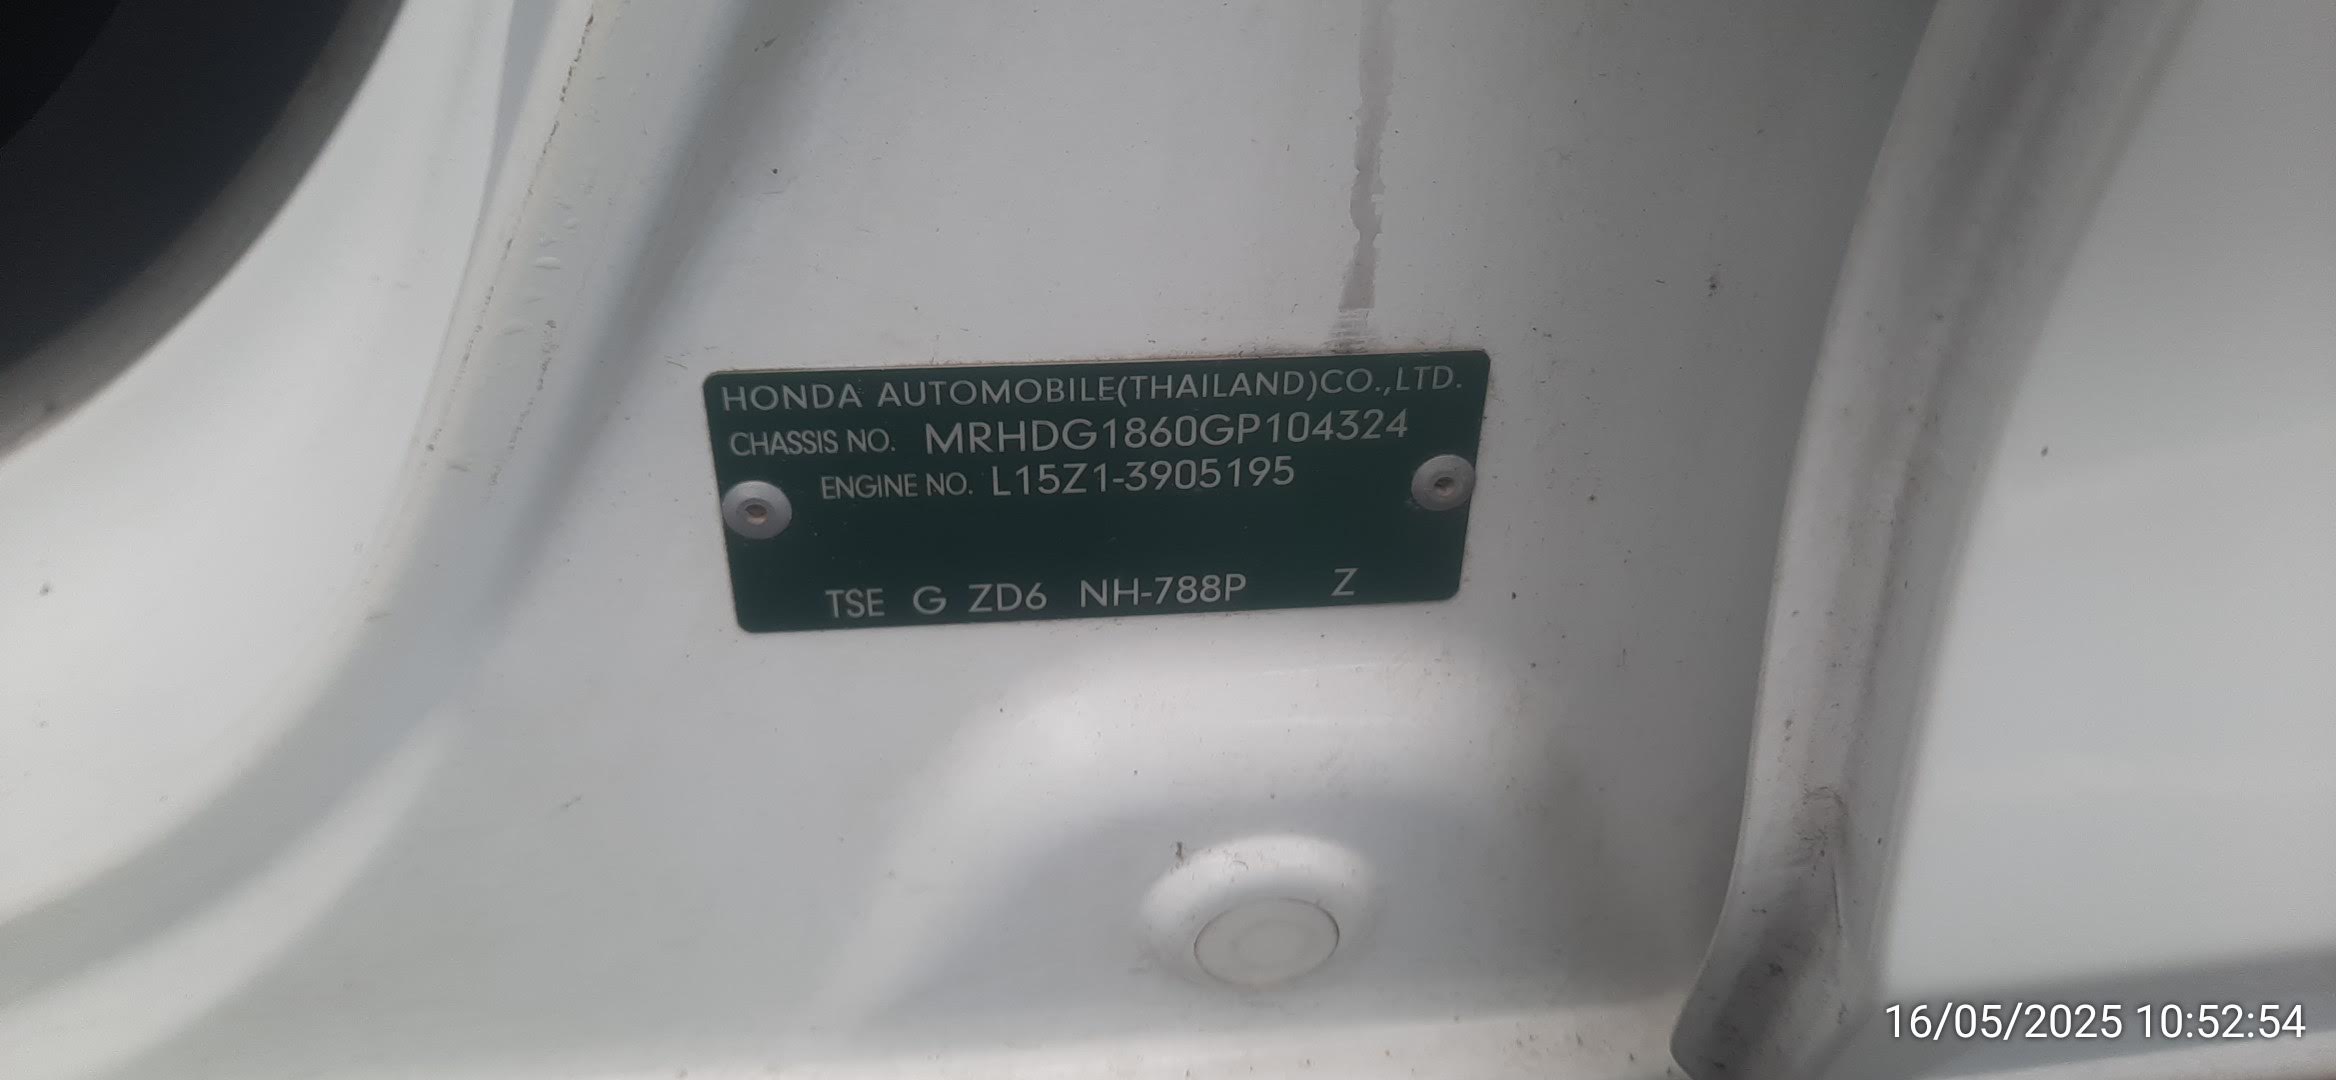 HONDA AUTOMOBILE(THAILAND)CO.,LTD.
CHASSIS NO. MRHDG1860GP104324
ENGINE NO. L15Z1-3905195
TSE G ZD6 NH-788P Z
16/05/2025 10:52:54